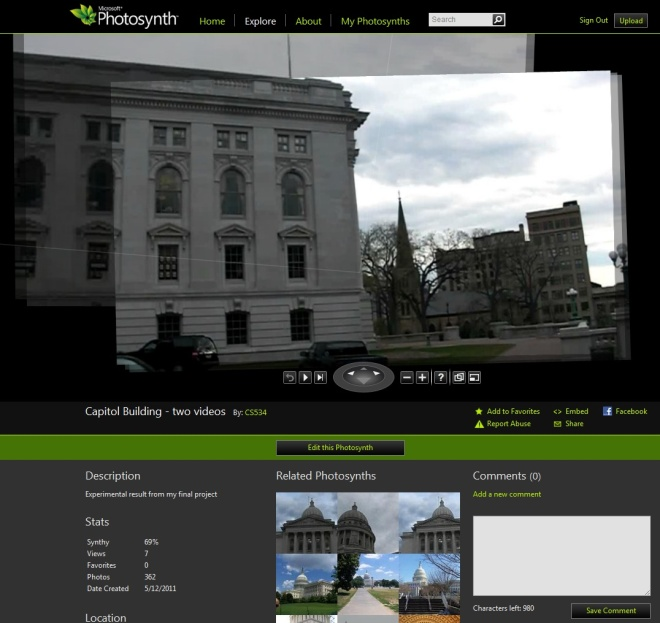 Microsoft®
Photosynth™
Home Explore About My Photosynths Search Sign Out Upload
?
Capitol Building - two videos By: CS534
Add to Favorites <> Embed Facebook
Report Abuse Share
Edit this Photosynth
Description
Experimental result from my final project
Stats
Synthy 69%
Views 7
Favorites 0
Photos 362
Date Created 5/12/2011
Location
Related Photosynths
Comments (0)
Add a new comment
Characters left: 980 Save Comment